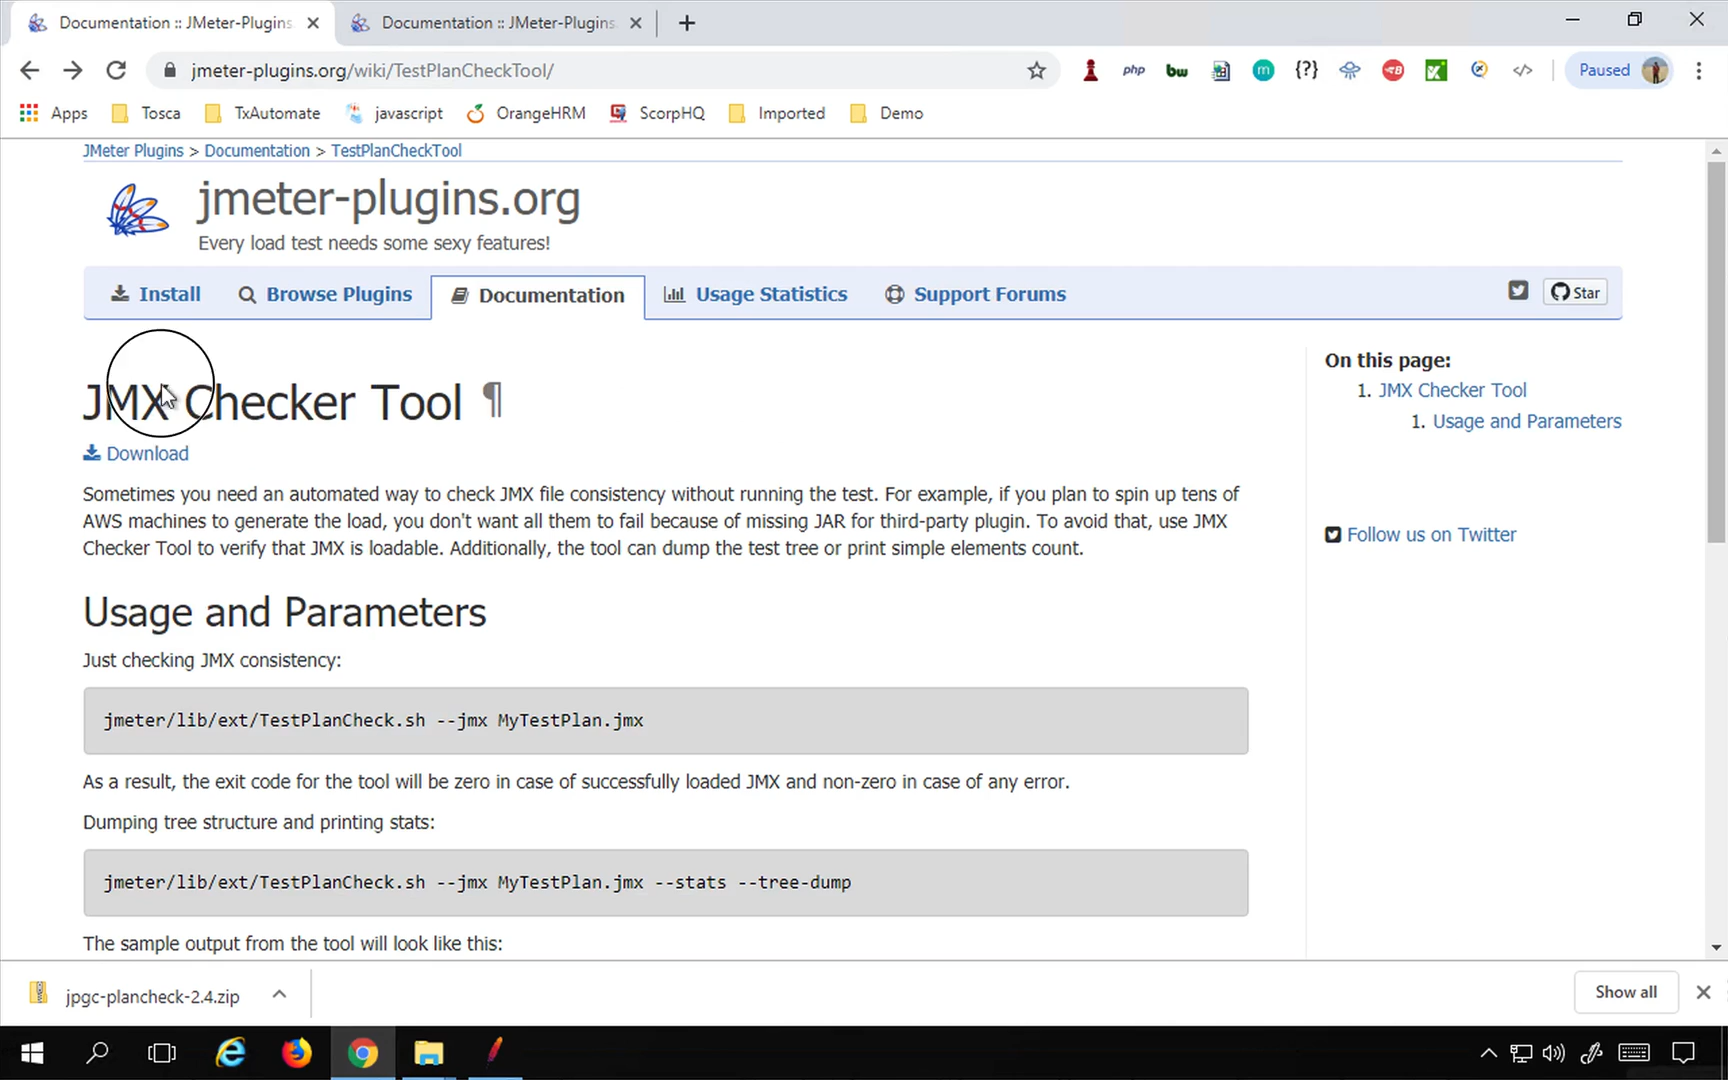 Documentation :: JMeter-Plugins.
Documentation :: JMeter-Plugins.
jmeter-plugins.org/wiki/TestPlanCheckTool/
php
bw
m
{?}
B
</>
Paused
Apps
Tosca
TxAutomate
javascript
OrangeHRM
ScorpHQ
Imported
Demo
JMeter Plugins > Documentation > TestPlanCheckTool
jmeter-plugins.org
Every load test needs some sexy features!
Install
Browse Plugins
Documentation
Usage Statistics
Support Forums
Star
JMX Checker Tool ¶
Download
Sometimes you need an automated way to check JMX file consistency without running the test. For example, if you plan to spin up tens of
AWS machines to generate the load, you don't want all them to fail because of missing JAR for third-party plugin. To avoid that, use JMX
Checker Tool to verify that JMX is loadable. Additionally, the tool can dump the test tree or print simple elements count.
Usage and Parameters
Just checking JMX consistency:
jmeter/lib/ext/TestPlanCheck.sh --jmx MyTestPlan.jmx
As a result, the exit code for the tool will be zero in case of successfully loaded JMX and non-zero in case of any error.
Dumping tree structure and printing stats:
jmeter/lib/ext/TestPlanCheck.sh --jmx MyTestPlan.jmx --stats --tree-dump
The sample output from the tool will look like this:
On this page:
1. JMX Checker Tool
1. Usage and Parameters
Follow us on Twitter
jpgc-plancheck-2.4.zip
Show all